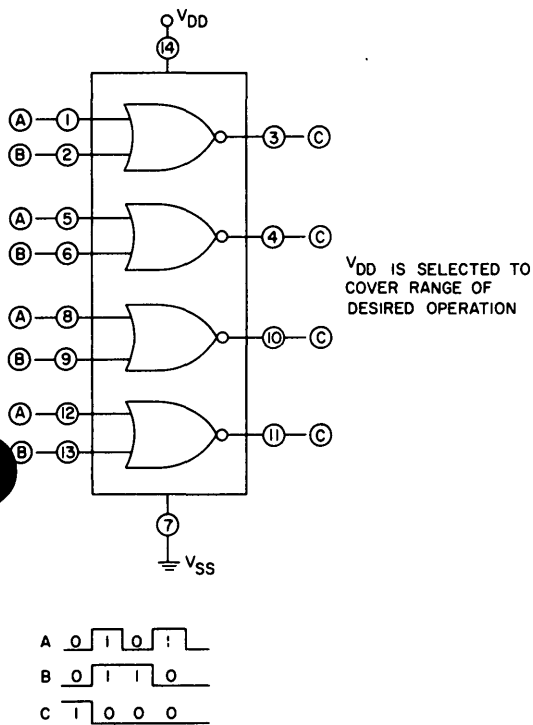 VDD
14
A 1
B 2
3 C
A 5
B 6
4 C
VDD IS SELECTED TO
COVER RANGE OF
DESIRED OPERATION
A 8
B 9
10 C
A 12
B 13
11 C
7
VSS
A 0 1 0 1
B 0 1 1 0
C 1 0 0 0